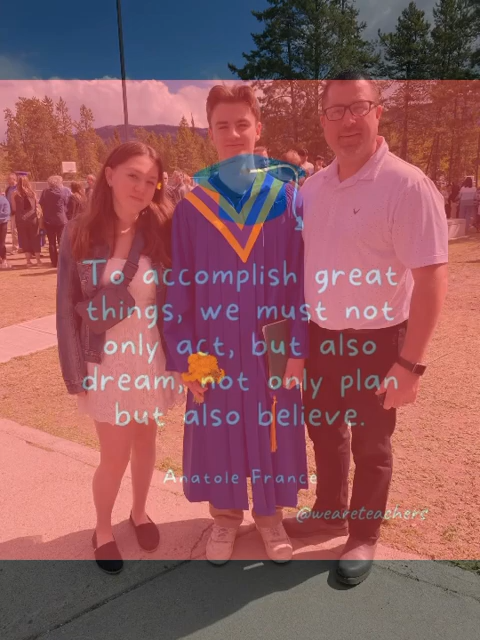 To accomplish great
things, we must not
only act, but also
dream, not only plan
but also believe.
Anatole France
@weareteachers